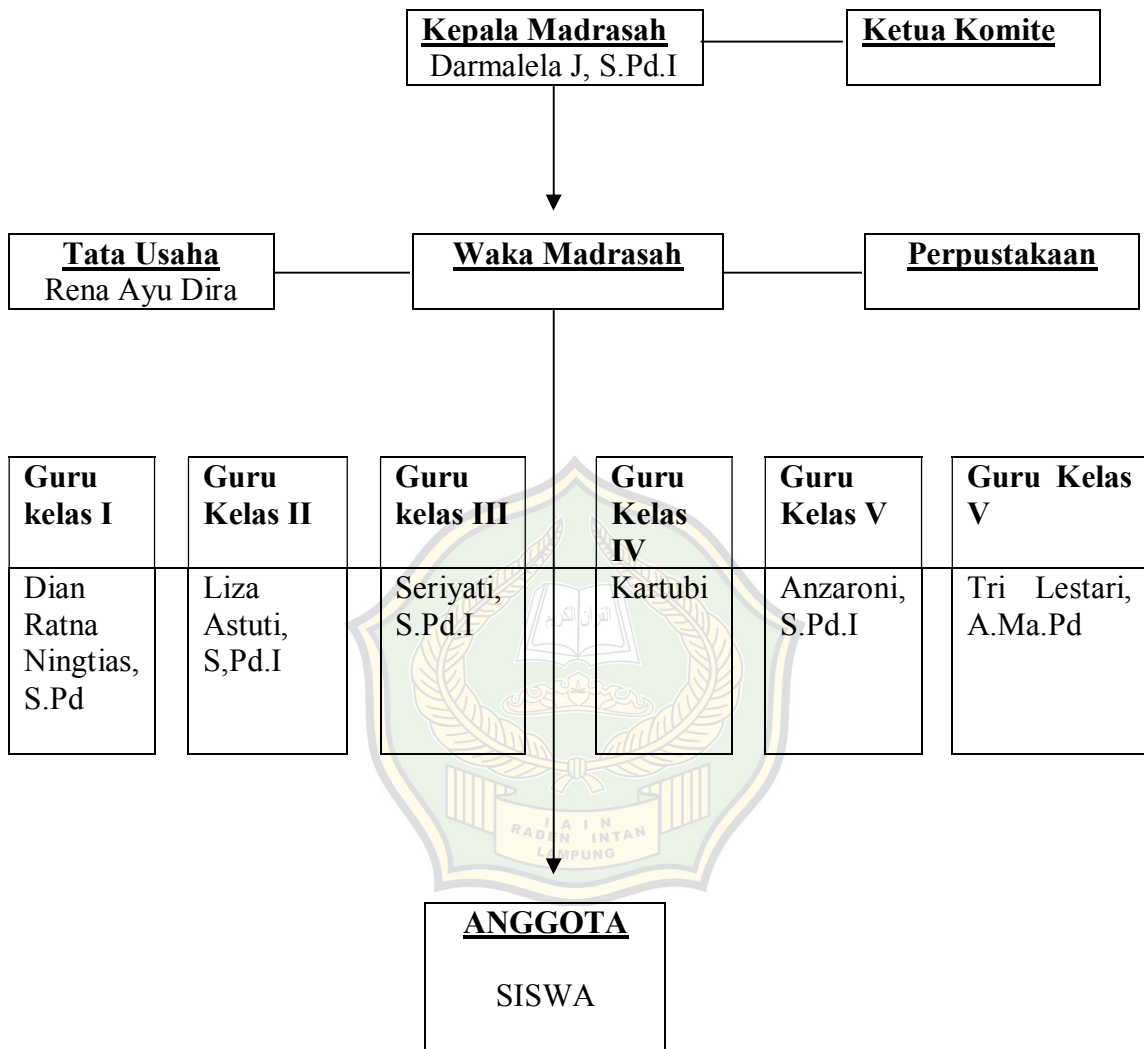 Kepala Madrasah
Darmalela J, S.Pd.I
Ketua Komite
Tata Usaha
Rena Ayu Dira
Waka Madrasah
Perpustakaan
Guru
kelas I
Guru
Kelas II
Guru
kelas III
Guru
Kelas
IV
Guru
Kelas V
Guru Kelas
V
Dian
Ratna
Ningtias,
S.Pd
Liza
Astuti,
S,Pd.I
Seriyati,
S.Pd.I
Kartubi
Anzaroni,
S.Pd.I
Tri Lestari,
A.Ma.Pd
القرآن الكريم
I A I N
RADEN INTAN
LAMPUNG
ANGGOTA
SISWA